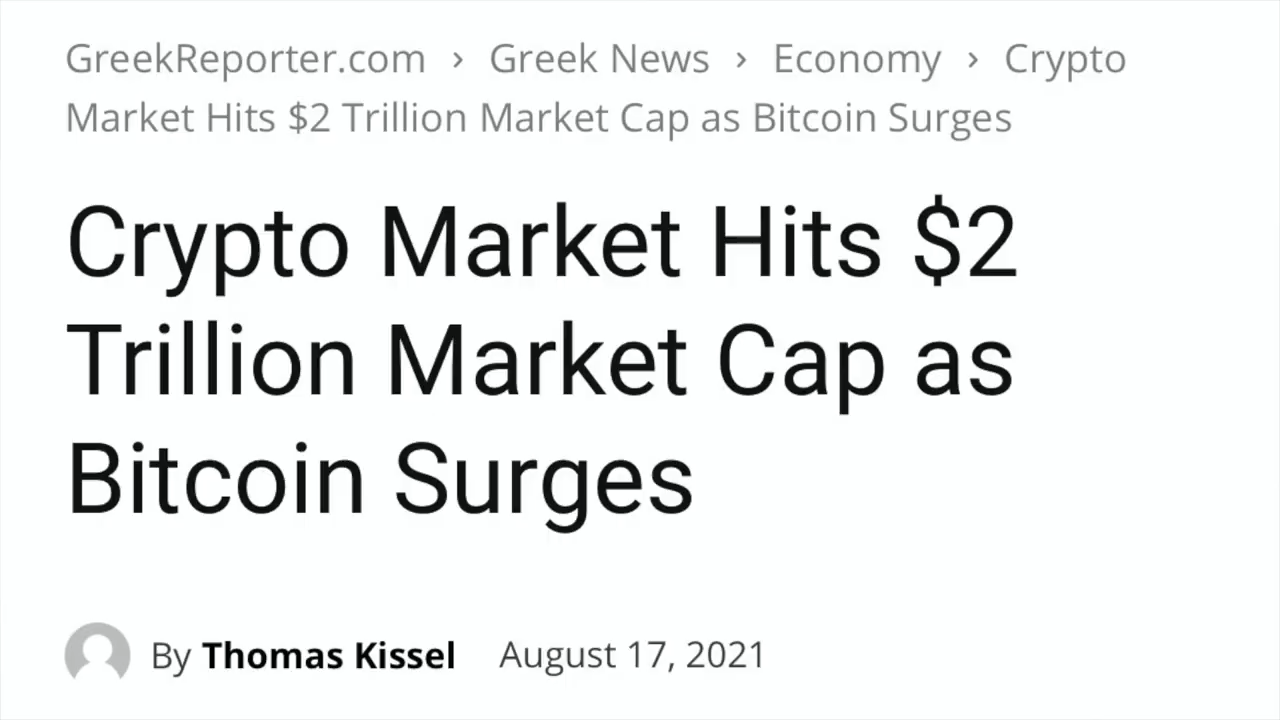 GreekReporter.com › Greek News › Economy › Crypto
Market Hits $2 Trillion Market Cap as Bitcoin Surges
Crypto Market Hits $2
Trillion Market Cap as
Bitcoin Surges
By Thomas Kissel August 17, 2021